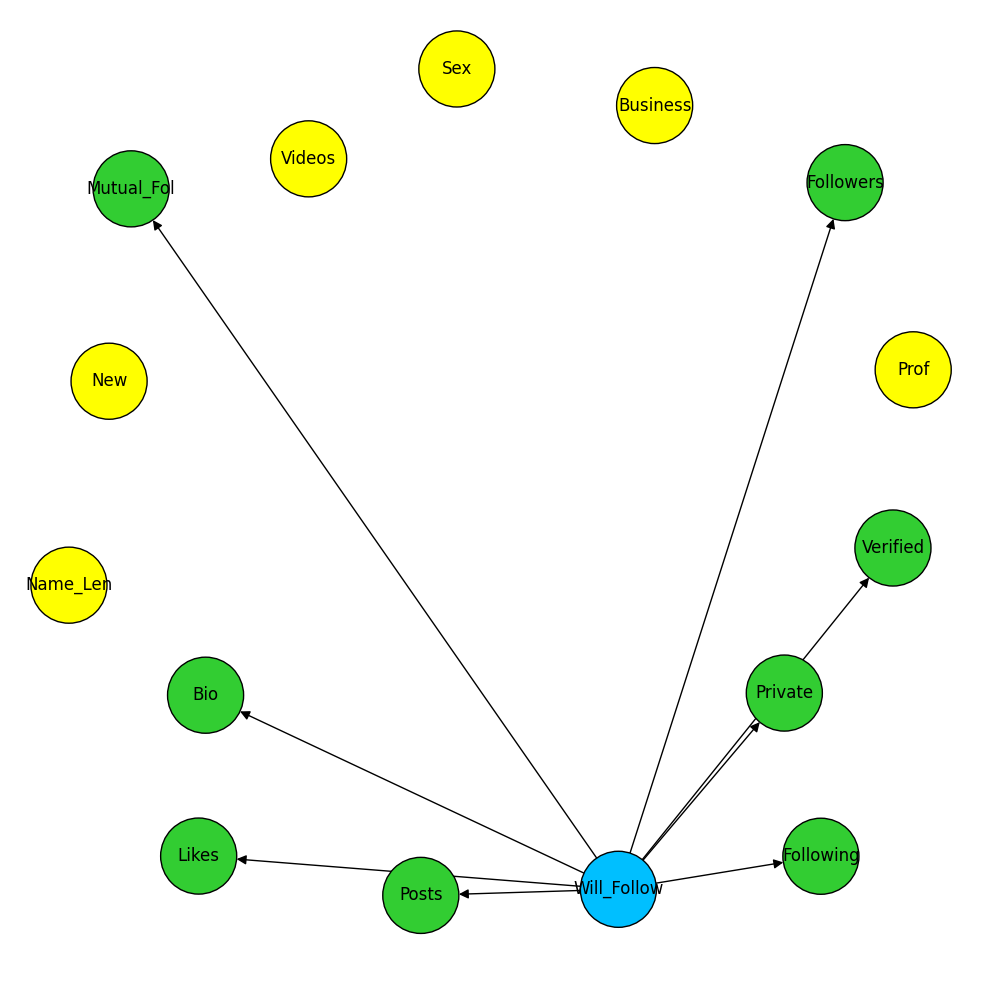 Sex
Business
Videos
Followers
Mutual_Fol
Prof
New
Verified
Name_Len
Private
Bio
Likes
Following
Will_Follow
Posts